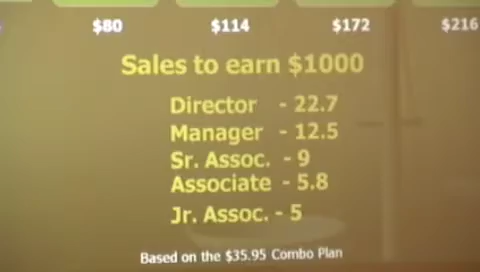 $80 $114 $172 $216
Sales to earn $1000
Director - 22.7
Manager - 12.5
Sr. Assoc. - 9
Associate - 5.8
Jr. Assoc. - 5
Based on the $35.95 Combo Plan